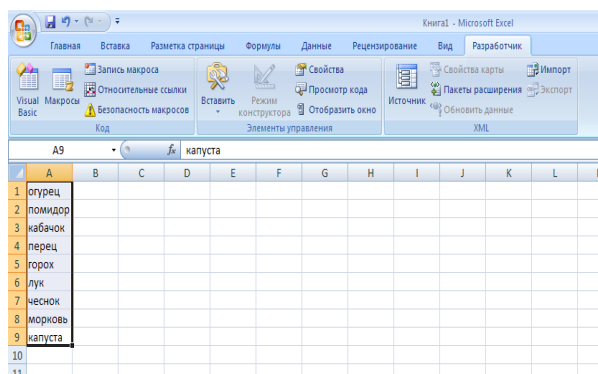 Книга1 - Microsoft Excel
Главная Вставка Разметка страницы Формулы Данные Рецензирование Вид Разработчик
Visual Basic
Макросы
Запись макроса
Относительные ссылки
Безопасность макросов
Код
Вставить
Режим конструктора
Свойства
Просмотр кода
Отобразить окно
Элементы управления
Источник
Свойства карты
Пакеты расширения
Обновить данные
Импорт
Экспорт
XML
A9 fx капуста
A B C D E F G H I J K L
1 огурец
2 помидор
3 кабачок
4 перец
5 горох
6 лук
7 чеснок
8 морковь
9 капуста
10
11